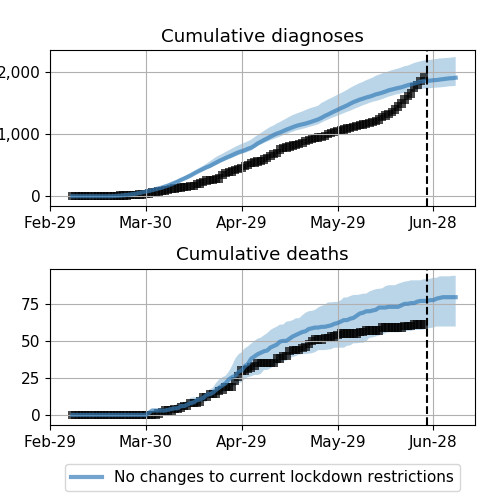 Cumulative diagnoses
2,000
1,000
0
Feb-29 Mar-30 Apr-29 May-29 Jun-28
Cumulative deaths
75
50
25
0
Feb-29 Mar-30 Apr-29 May-29 Jun-28
No changes to current lockdown restrictions